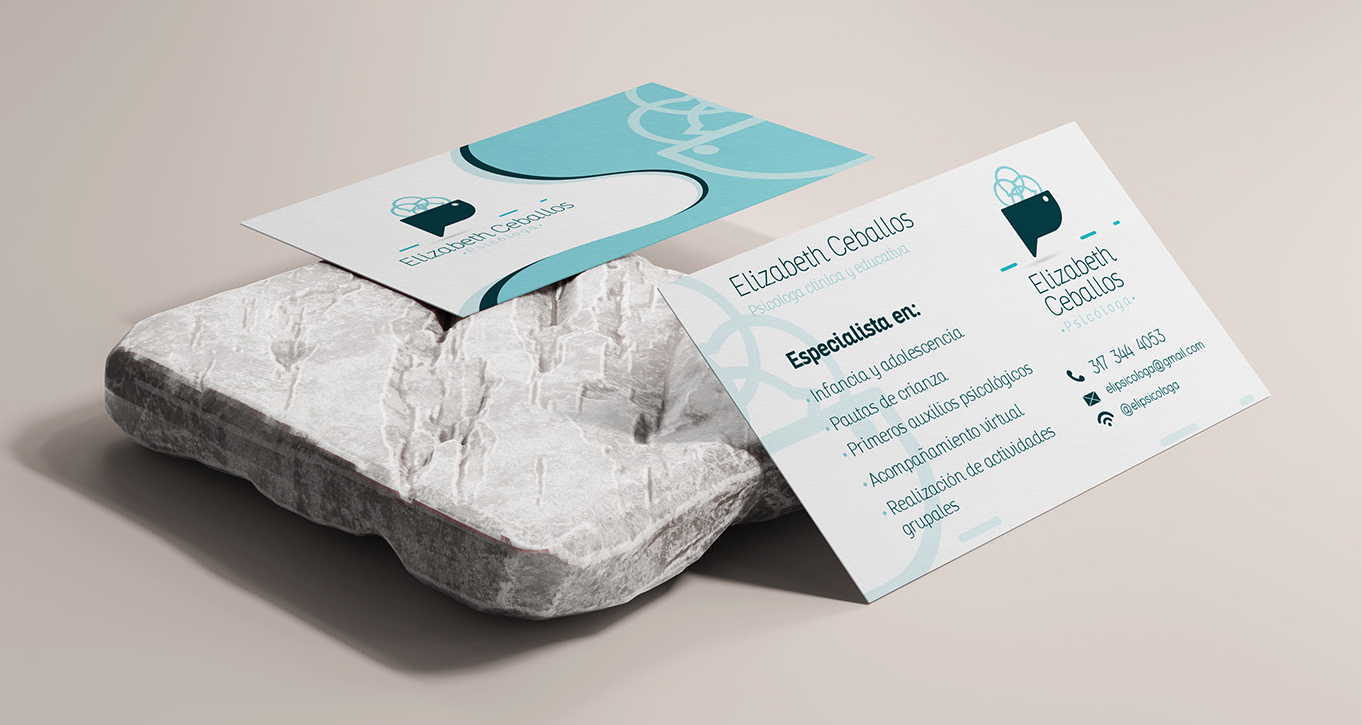 Elizabeth Ceballos
•Psicóloga•
Elizabeth Ceballos
Psicologa clínica y educativa
Especialista en:
• Infancia y adolescencia
• Pautas de crianza
• Primeros auxilios psicológicos
• Acompañamiento virtual
• Realización de actividades
grupales
Elizabeth
Ceballos
•Psicóloga•
317 344 4053
elipsicologa@gmail.com
@elipsicologa